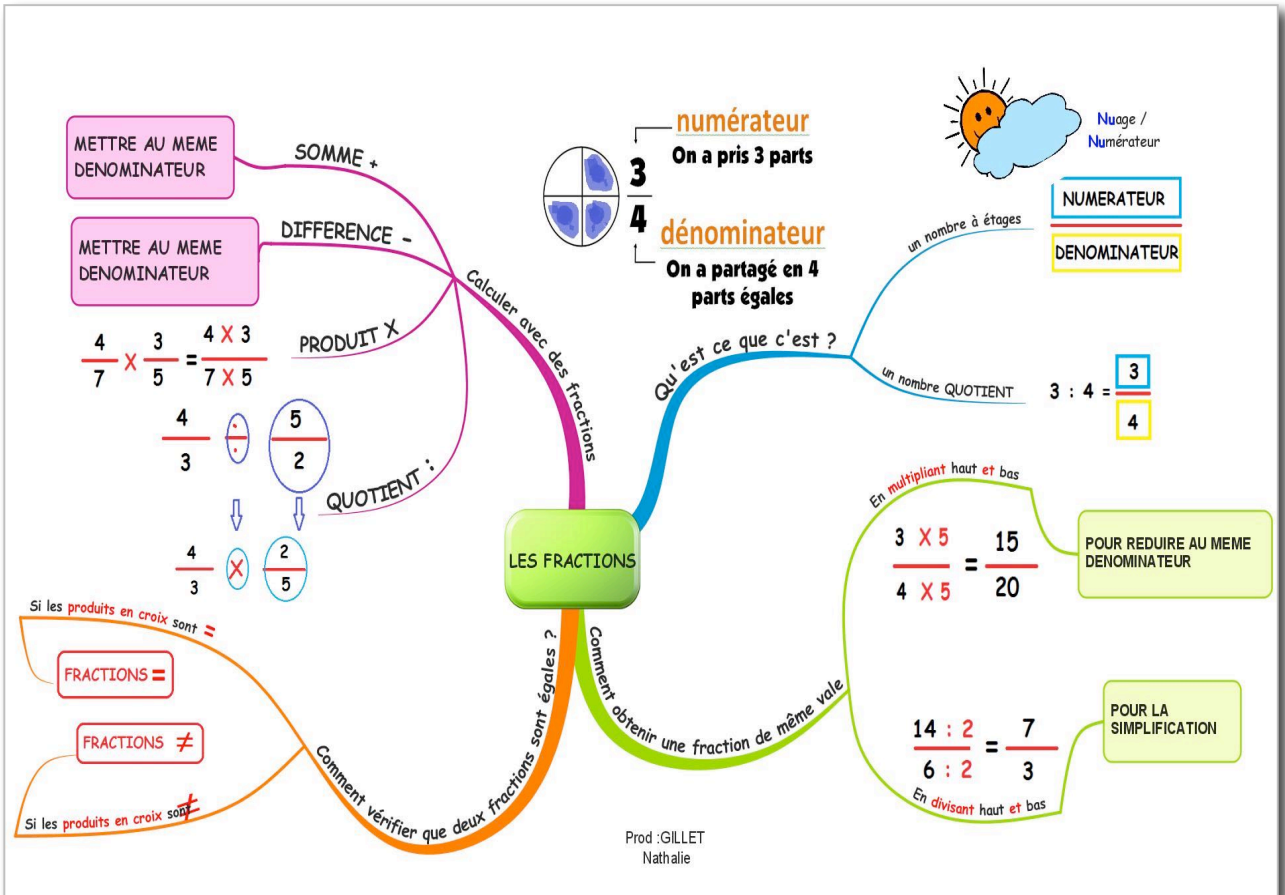 METTRE AU MEME
DENOMINATEUR
SOMME +
METTRE AU MEME
DENOMINATEUR
DIFFERENCE -
4/7 X 3/5 = 4 X 3/7 X 5
PRODUIT X
4/3 ÷ 5/2
QUOTIENT :
4/3 X 2/5
Calculer avec des fractions
3
4
numérateur
On a pris 3 parts
dénominateur
On a partagé en 4
parts égales
Nuage /
Numérateur
NUMERATEUR
DENOMINATEUR
un nombre à étages
Qu'est ce que c'est ?
un nombre QUOTIENT
3 : 4 = 3/4
LES FRACTIONS
En multipliant haut et bas
3 X 5/4 X 5 = 15/20
POUR REDUIRE AU MEME
DENOMINATEUR
Comment obtenir une fraction de même vale
14 : 2/6 : 2 = 7/3
En divisant haut et bas
POUR LA
SIMPLIFICATION
Si les produits en croix sont =
FRACTIONS =
FRACTIONS ≠
Si les produits en croix sont ≠
Comment vérifier que deux fractions sont égales ?
Prod :GILLET
Nathalie